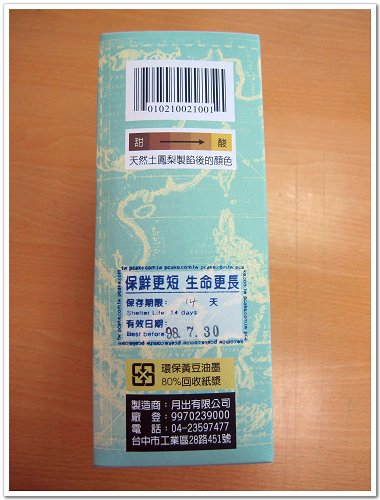 010210021001
甜 酸
天然土鳳梨製餡後的顏色
保鮮更短 生命更長
保存期限: 14 天
Shelter Life: 14 days
有效日期:
Best before: 98.7.30
環保黃豆油墨
80%回收紙漿
製造商:月出有限公司
廠登:9970239000
電話:04-23597477
台中市工業區28路451號